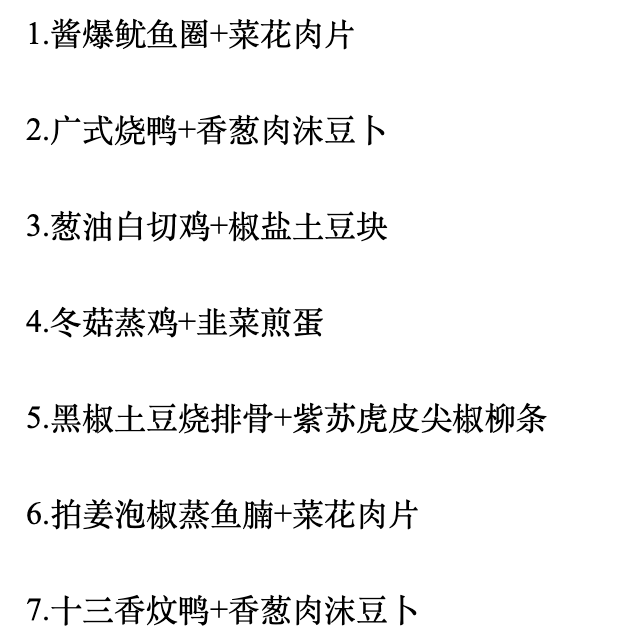 1.酱爆鱿鱼圈+菜花肉片
2.广式烧鸭+香葱肉沫豆卜
3.葱油白切鸡+椒盐土豆块
4.冬菇蒸鸡+韭菜煎蛋
5.黑椒土豆烧排骨+紫苏虎皮尖椒柳条
6.拍姜泡椒蒸鱼腩+菜花肉片
7.十三香炆鸭+香葱肉沫豆卜